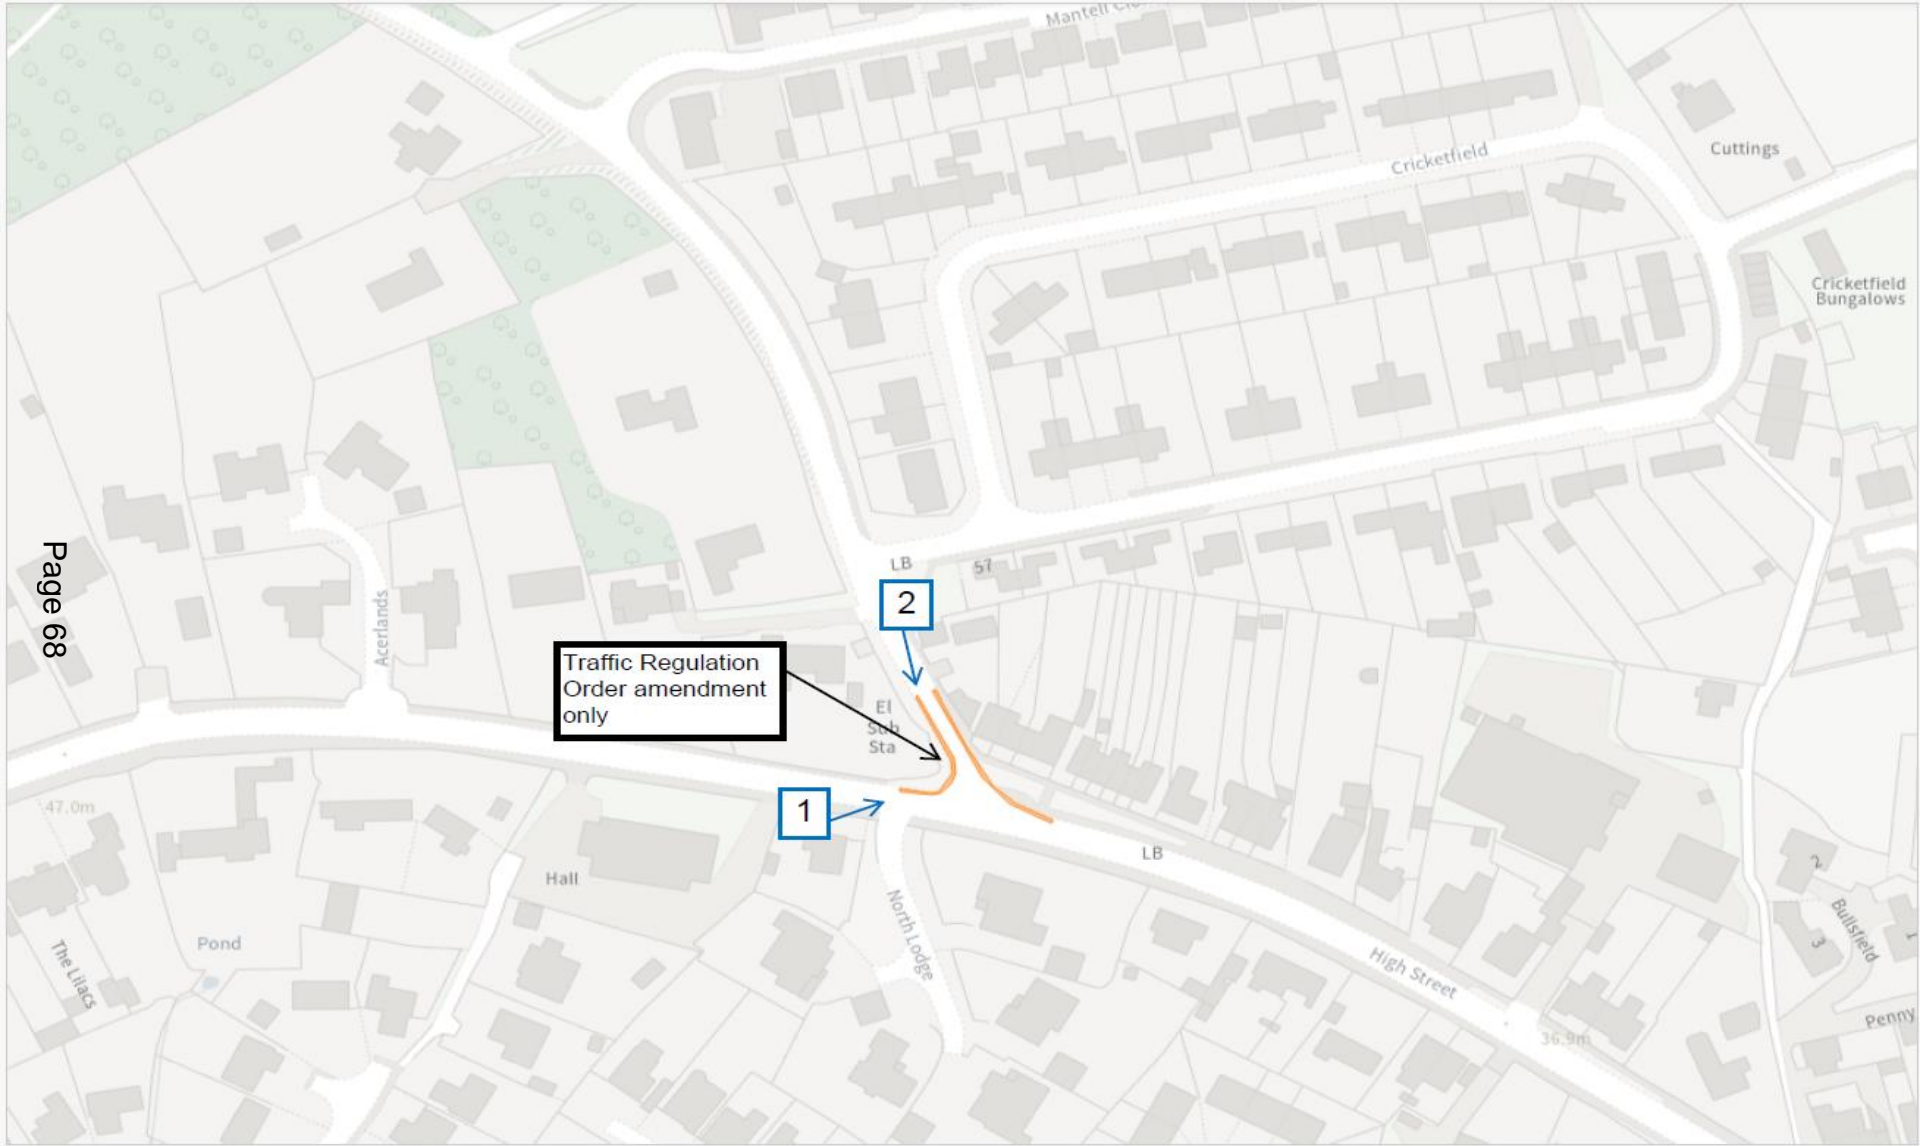 Mantell Clo
Cuttings
Cricketfield
Cricketfield
Bungalows
Page 68
LB
57
2
Acerlands
Traffic Regulation
Order amendment
only
El
Sub
Sta
1
47.0m
LB
Hall
2
North Lodge
Bullsfield
3
1
Pond
The Lilacs
High Street
Penny
36.9m